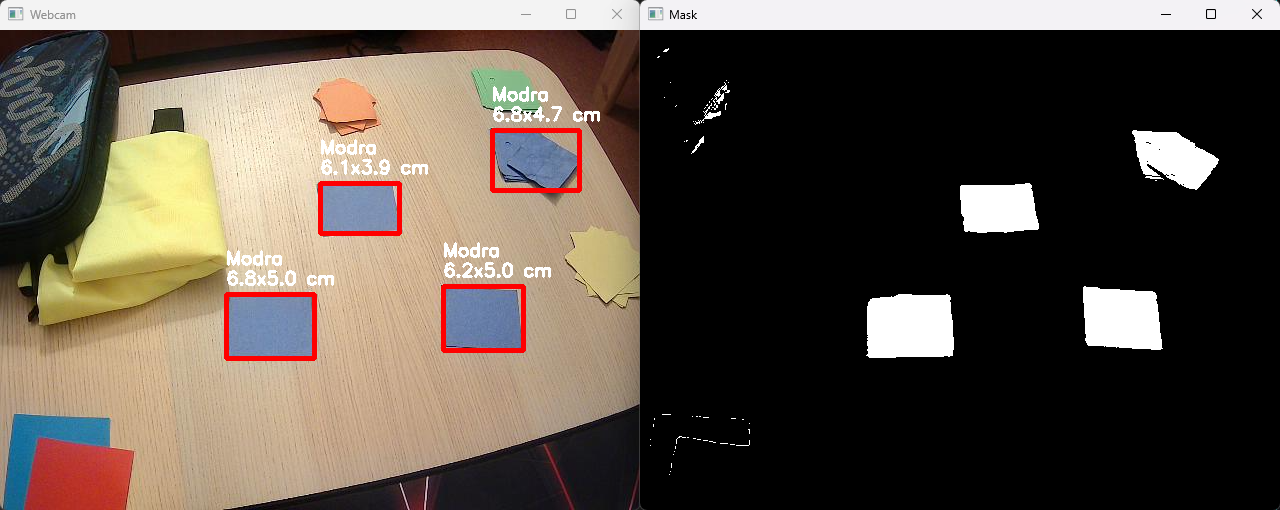 Webcam
Mask
Modra
6.8x4.7 cm
Modra
6.1x3.9 cm
Modra
6.2x5.0 cm
Modra
6.8x5.0 cm